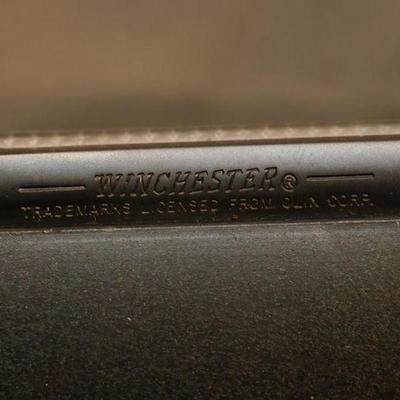 WINCHESTER®
TRADEMARKS LICENSED FROM OLIN CORP.